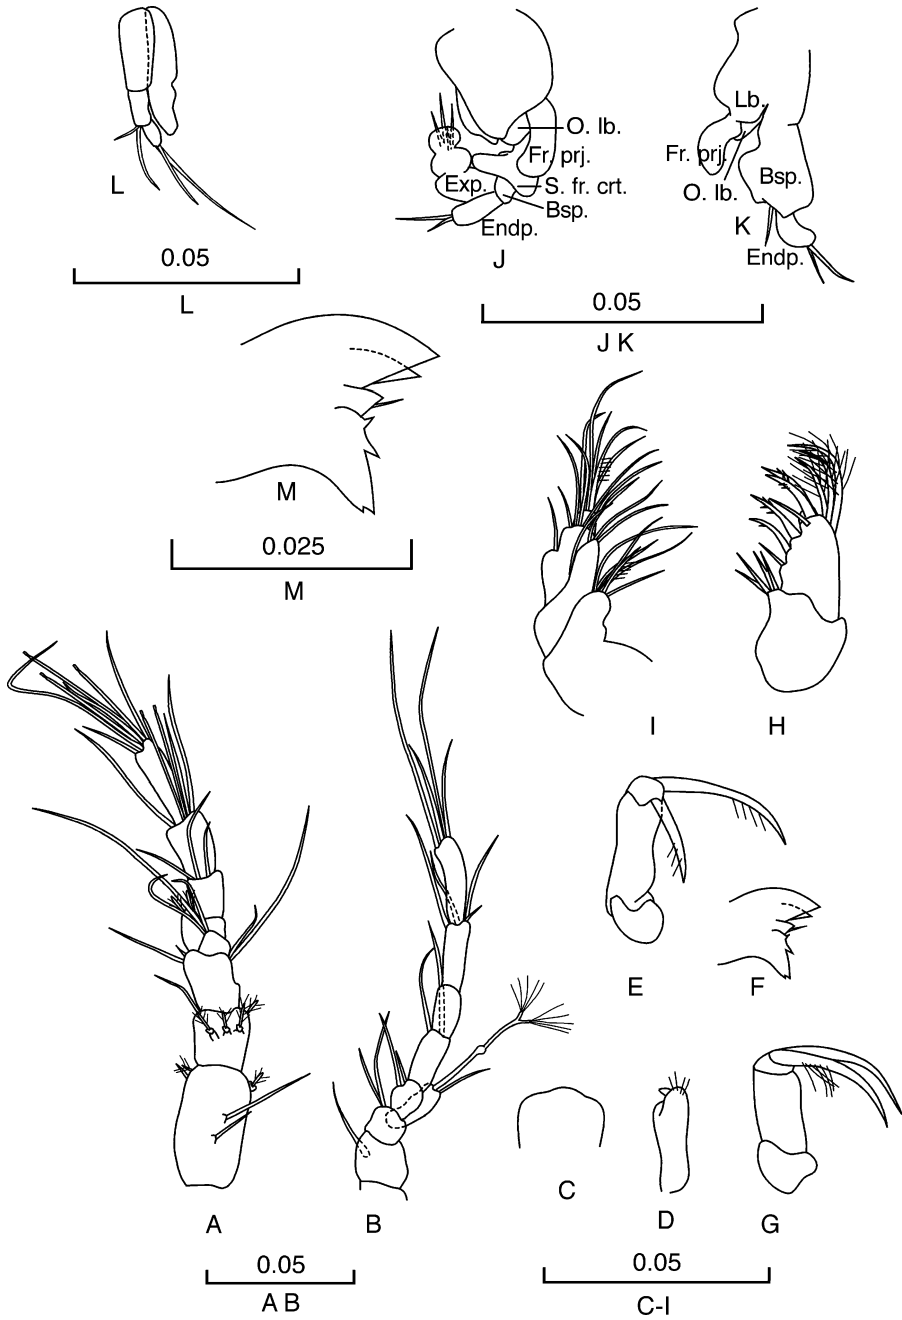 L
O. lb.
Fr. prj.
Exp.
S. fr. crt.
Bsp.
Endp.
J
Lb.
Fr. prj.
O. lb.
Bsp.
K
Endp.
0.05
L
0.05
J K
M
0.025
M
I
H
E
F
A
B
C
D
G
0.05
A B
0.05
C-I